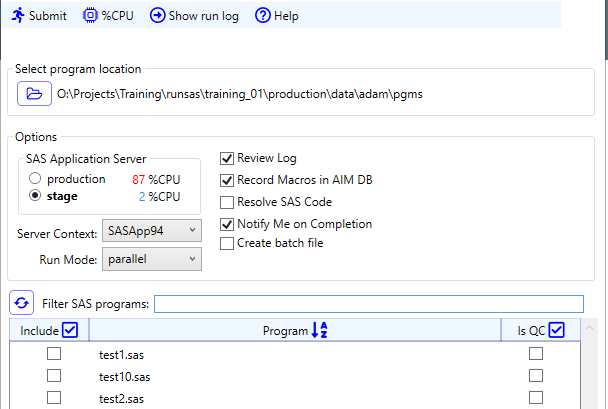 Submit %CPU Show run log Help
Select program location
O:\Projects\Training\runsas\training_01\production\data\adam\pgms
Options
SAS Application Server
production 87 %CPU
stage 2 %CPU
Server Context: SASApp94
Run Mode: parallel
Review Log
Record Macros in AIM DB
Resolve SAS Code
Notify Me on Completion
Create batch file
Filter SAS programs:
Include Program Is QC
test1.sas
test10.sas
test2.sas